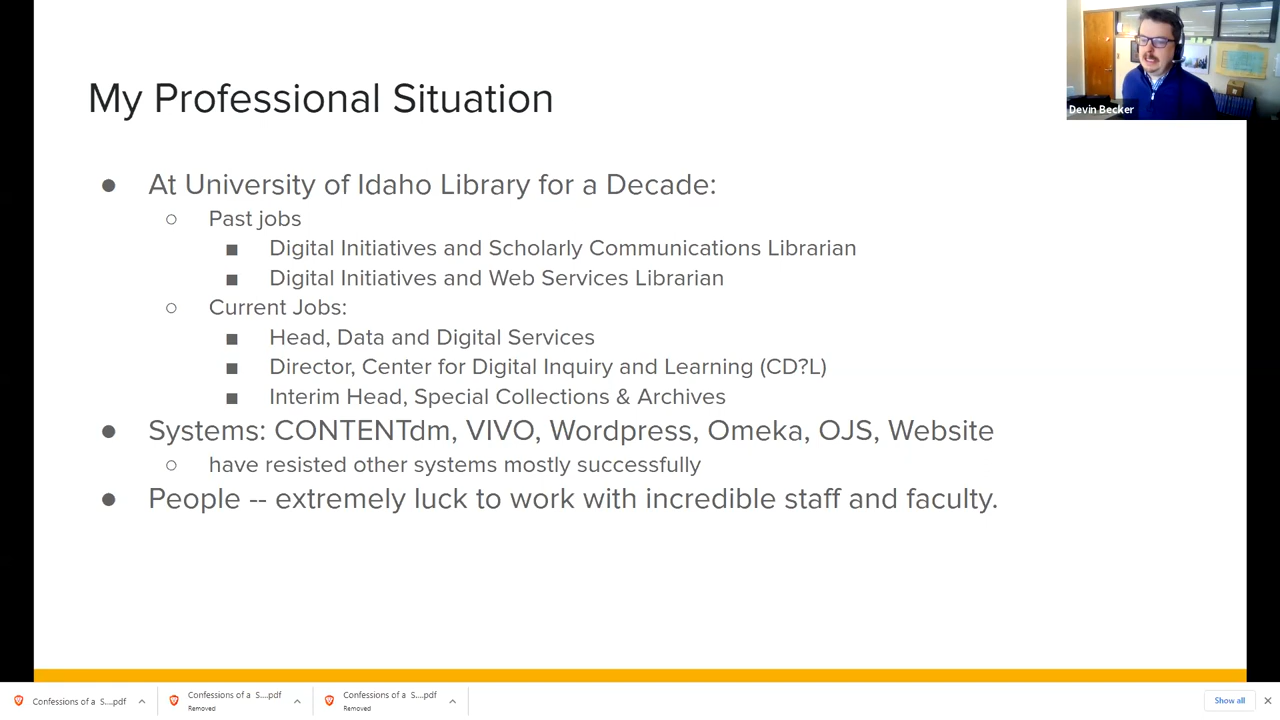 My Professional Situation
Devin Becker
● At University of Idaho Library for a Decade:
○ Past jobs
■ Digital Initiatives and Scholarly Communications Librarian
■ Digital Initiatives and Web Services Librarian
○ Current Jobs:
■ Head, Data and Digital Services
■ Director, Center for Digital Inquiry and Learning (CD?L)
■ Interim Head, Special Collections & Archives
● Systems: CONTENTdm, VIVO, Wordpress, Omeka, OJS, Website
○ have resisted other systems mostly successfully
● People -- extremely luck to work with incredible staff and faculty.
Confessions of a S....pdf
Confessions of a S....pdf
Removed
Confessions of a S....pdf
Removed
Show all